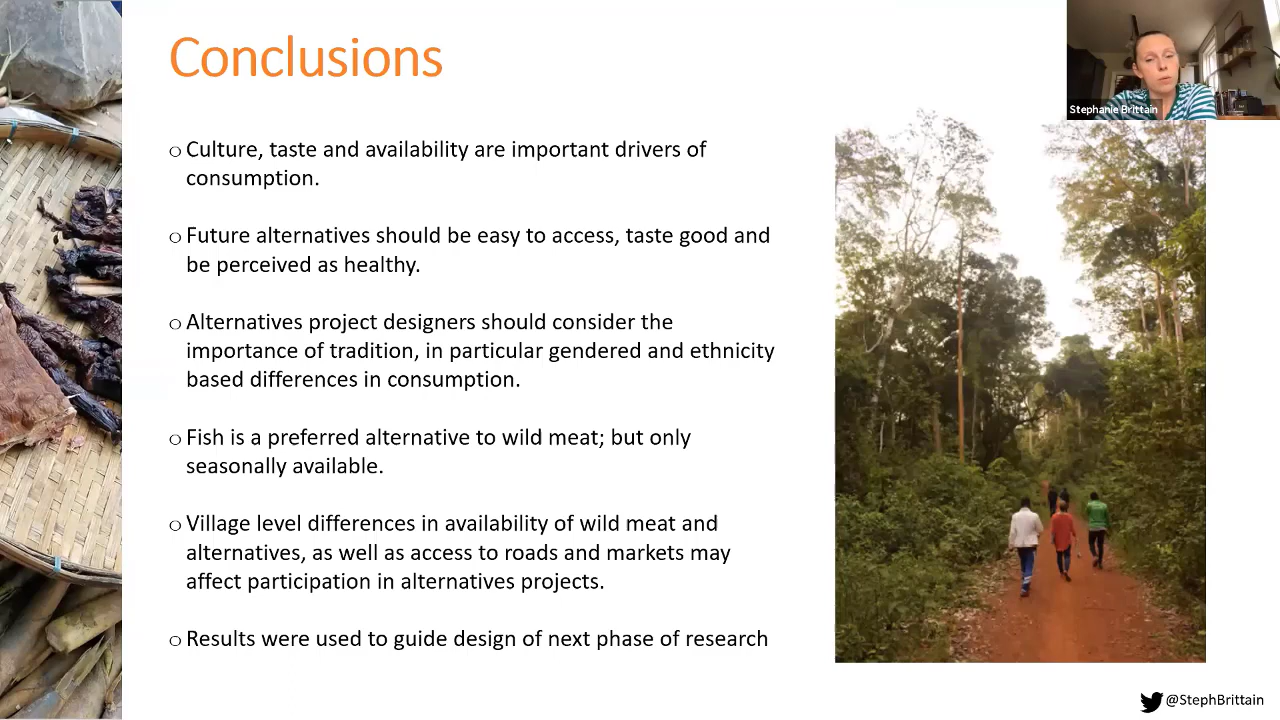 Conclusions
Stephanie Brittain
○ Culture, taste and availability are important drivers of
consumption.
○ Future alternatives should be easy to access, taste good and
be perceived as healthy.
○ Alternatives project designers should consider the
importance of tradition, in particular gendered and ethnicity
based differences in consumption.
○ Fish is a preferred alternative to wild meat; but only
seasonally available.
○ Village level differences in availability of wild meat and
alternatives, as well as access to roads and markets may
affect participation in alternatives projects.
○ Results were used to guide design of next phase of research
@StephBrittain